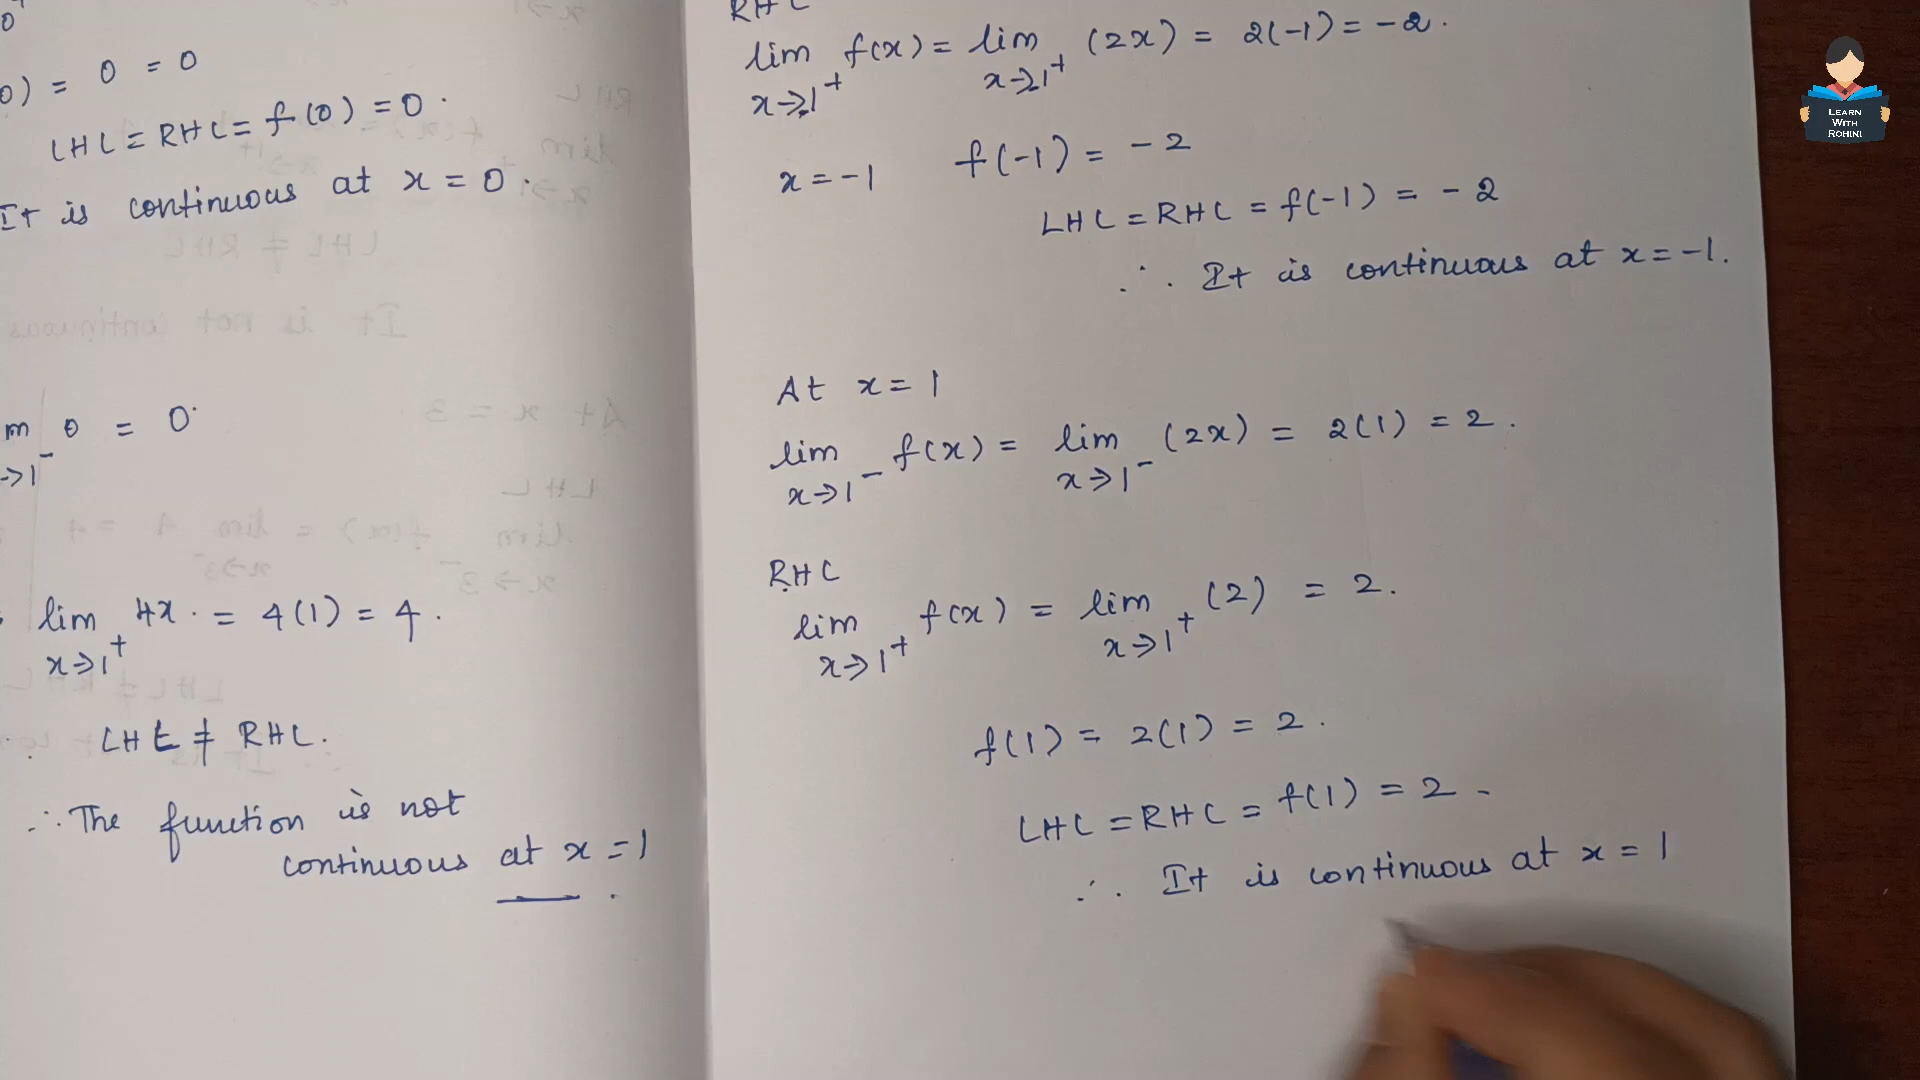 0) = 0 = 0
LHL = RHL = f(0) = 0.
It is continuous at x = 0.
m 0 = 0.
->1⁻
lim 4x. = 4(1) = 4.
x→1⁺
LHL ≠ RHL.
∴ The function is not
continuous at x = 1
RHL
lim f(x) = lim (2x) = 2(-1) = -2.
x→-1⁺ x→-1⁺
x = -1 f(-1) = -2
LHL = RHL = f(-1) = -2
∴ It is continuous at x = -1.
At x = 1
lim f(x) = lim (2x) = 2(1) = 2.
x→1⁻ x→1⁻
RHL
lim f(x) = lim (2) = 2.
x→1⁺ x→1⁺
f(1) = 2(1) = 2.
LHL = RHL = f(1) = 2.
∴ It is continuous at x = 1
LEARN
WITH
ROHINI